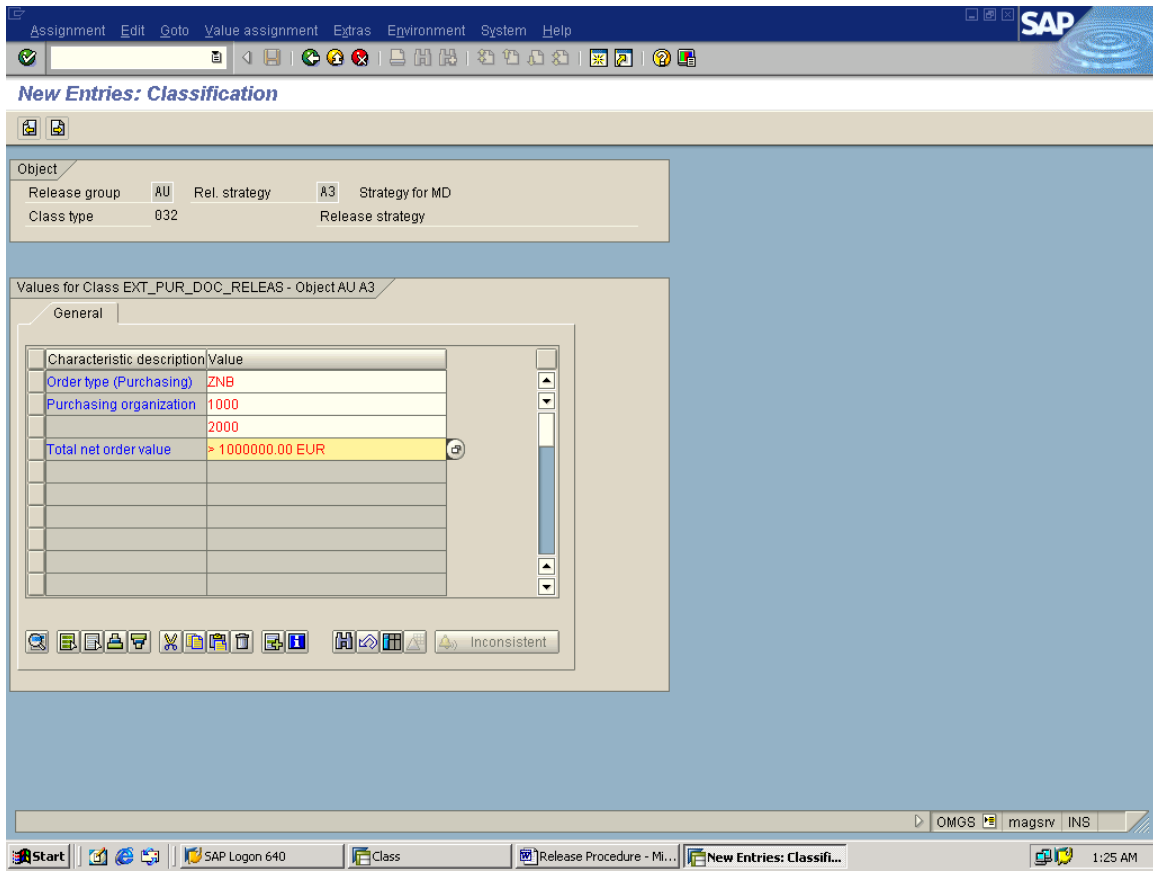 SAP
Assignment Edit Goto Value assignment Extras Environment System Help
New Entries: Classification
Object
Release group AU Rel. strategy A3 Strategy for MD
Class type 032 Release strategy
Values for Class EXT_PUR_DOC_RELEAS - Object AU A3
General
Characteristic description Value
Order type (Purchasing) ZNB
Purchasing organization 1000
2000
Total net order value > 1000000.00 EUR
Inconsistent
OMGS magsrv INS
Start SAP Logon 640 Class Release Procedure - Mi... New Entries: Classifi... 1:25 AM